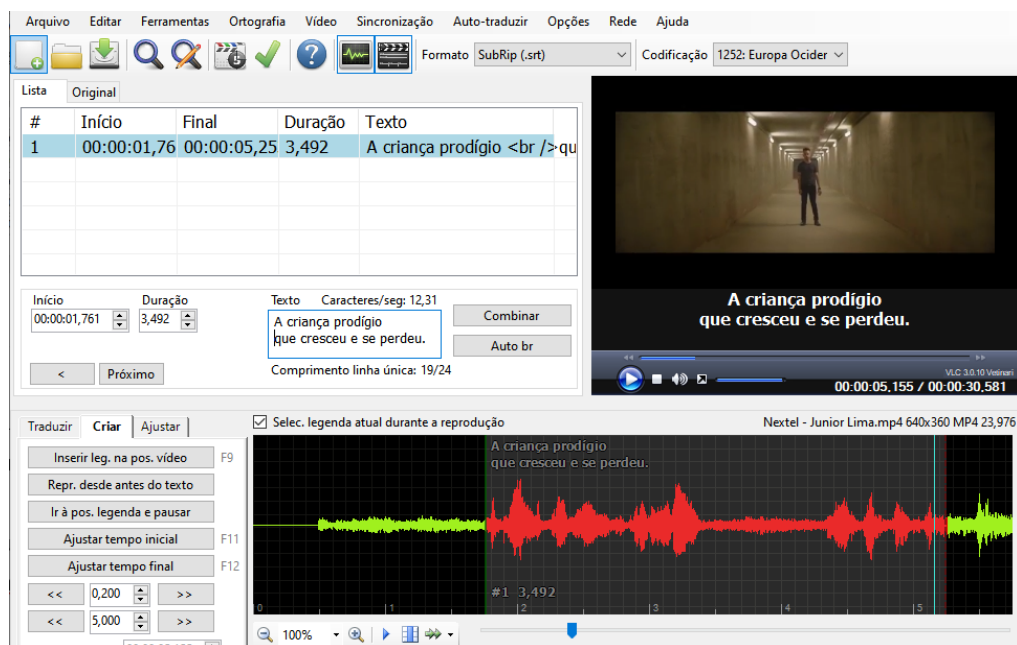 Arquivo Editar Ferramentas Ortografia Vídeo Sincronização Auto-traduzir Opções Rede Ajuda
Formato SubRip (.srt) Codificação 1252: Europa Ocider
Lista Original
# Início Final Duração Texto
1 00:00:01,76 00:00:05,25 3,492 A criança prodígio <br />qu
A criança prodígio
que cresceu e se perdeu.
Início Duração Texto Caracteres/seg: 12,31
00:00:01,761 3,492
A criança prodígio
que cresceu e se perdeu.
Combinar
Auto br
< Próximo
Comprimento linha única: 19/24
VLC 3.0.10 Vetinari
00:00:05,155 / 00:00:30,581
Traduzir Criar Ajustar
Selec. legenda atual durante a reprodução
Nextel - Junior Lima.mp4 640x360 MP4 23,976
Inserir leg. na pos. vídeo F9
Repr. desde antes do texto
Ir à pos. legenda e pausar
Ajustar tempo inicial F11
Ajustar tempo final F12
<< 0,200 >>
<< 5,000 >>
A criança prodígio
que cresceu e se perdeu.
#1 3,492
0 1 2 3 4 5
100%